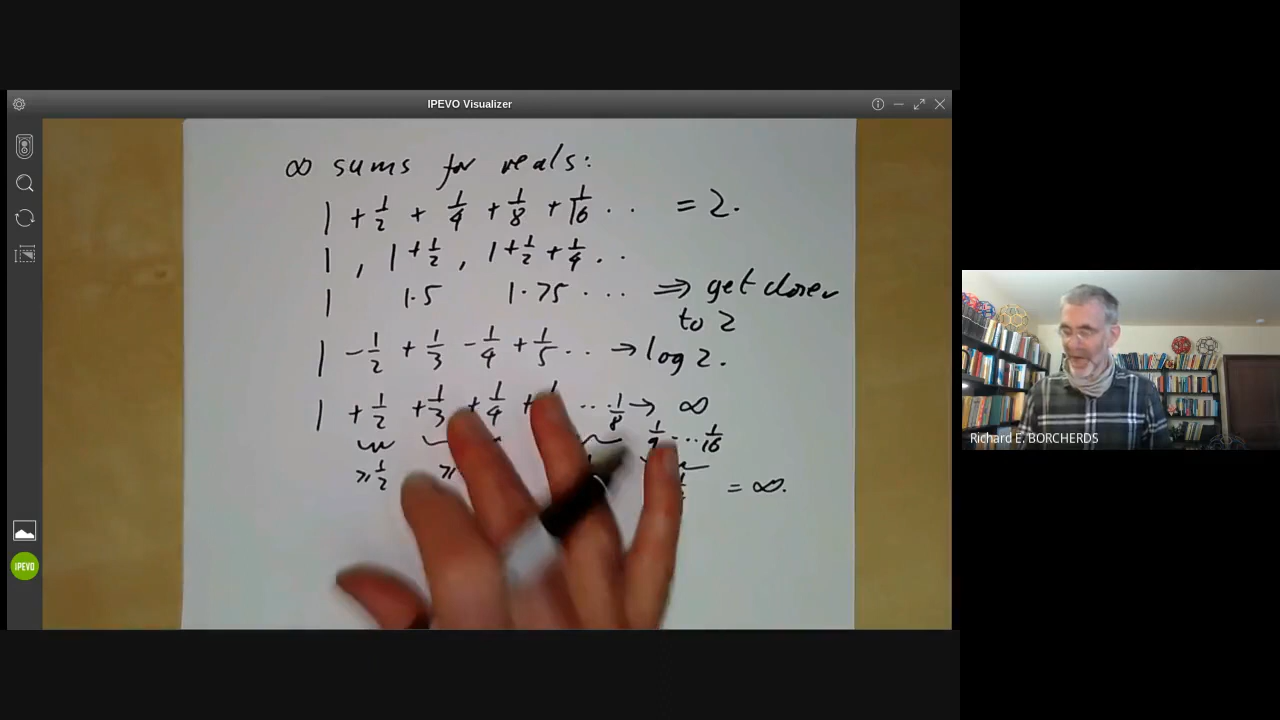 IPEVO Visualizer
∞ sums for reals:
1 + 1/2 + 1/4 + 1/8 + 1/16 . . = 2.
1 , 1 + 1/2 , 1 + 1/2 + 1/4 . .
1 1.5 1.75 . . . ⇒ get closer
to 2
1 - 1/2 + 1/3 - 1/4 + 1/5 . . → log 2.
1 + 1/2 + 1/3 + 1/4 + . . . 1/8 → ∞
1/9 . . . 1/16
⩾ 1/2 ⩾ = ∞.
IPEVO
Richard E. BORCHERDS